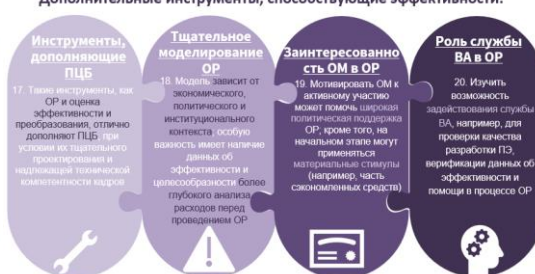 Дополнительные инструменты, способствующие эффективности:
Инструменты,
дополняющие
ПЦБ
17. Такие инструменты, как
ОР и оценка
эффективности и
преобразования, отлично
дополняют ПЦБ, при
условии их тщательного
проектирования и
надлежащей технической
компетентности кадров
Тщательное
моделирование
ОР
18. Модель зависит от
экономического,
политического и
институционального
контекста, особую
важность имеет наличие
данных об
эффективности и
целесообразности более
глубокого анализа
расходов перед
проведением ОР
Заинтересованно
сть ОМ в ОР
19. Мотивировать ОМ к
активному участию
может помочь широкая
политическая поддержка
ОР, кроме того, на
начальном этапе могут
применяться
материальные стимулы
(например, часть
сэкономленных средств)
Роль службы
ВА в ОР
20. Изучить
возможность
задействования службы
ВА, например, для
проверки качества
разработки ПЭ,
верификации данных об
эффективности и
помощи в процессе ОР